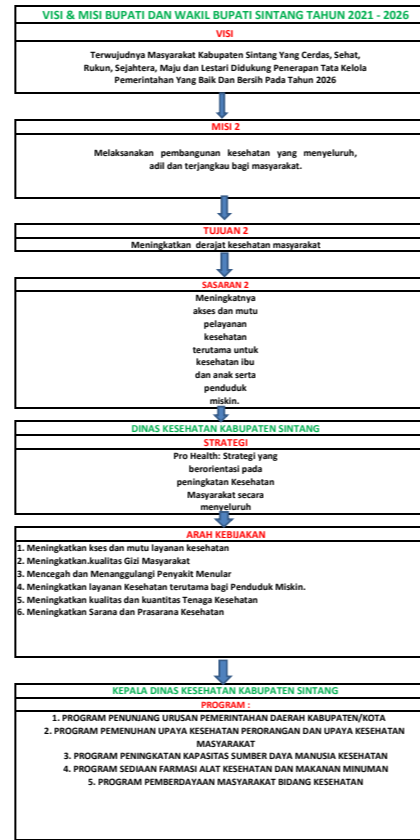 VISI & MISI BUPATI DAN WAKIL BUPATI SINTANG TAHUN 2021 - 2026
VISI
Terwujudnya Masyarakat Kabupaten Sintang Yang Cerdas, Sehat,
Rukun, Sejahtera, Maju dan Lestari Didukung Penerapan Tata Kelola
Pemerintahan Yang Baik Dan Bersih Pada Tahun 2026
MISI 2
Melaksanakan pembangunan kesehatan yang menyeluruh,
adil dan terjangkau bagi masyarakat.
TUJUAN 2
Meningkatkan derajat kesehatan masyarakat
SASARAN 2
Meningkatnya
akses dan mutu
pelayanan
kesehatan
terutama untuk
kesehatan ibu
dan anak serta
penduduk
miskin.
DINAS KESEHATAN KABUPATEN SINTANG
STRATEGI
Pro Health: Strategi yang
berorientasi pada
peningkatan Kesehatan
Masyarakat secara
menyeluruh
ARAH KEBIJAKAN
1. Meningkatkan kses dan mutu layanan kesehatan
2. Meningkatkan.kualitas Gizi Masyarakat
3. Mencegah dan Menanggulangi Penyakit Menular
4. Meningkatkan layanan Kesehatan terutama bagi Penduduk Miskin.
5. Meningkatkan kualitas dan kuantitas Tenaga Kesehatan
6. Meningkatkan Sarana dan Prasarana Kesehatan
KEPALA DINAS KESEHATAN KABUPATEN SINTANG
PROGRAM :
1. PROGRAM PENUNJANG URUSAN PEMERINTAHAN DAERAH KABUPATEN/KOTA
2. PROGRAM PEMENUHAN UPAYA KESEHATAN PERORANGAN DAN UPAYA KESEHATAN
MASYARAKAT
3. PROGRAM PENINGKATAN KAPASITAS SUMBER DAYA MANUSIA KESEHATAN
4. PROGRAM SEDIAAN FARMASI ALAT KESEHATAN DAN MAKANAN MINUMAN
5. PROGRAM PEMBERDAYAAN MASYARAKAT BIDANG KESEHATAN